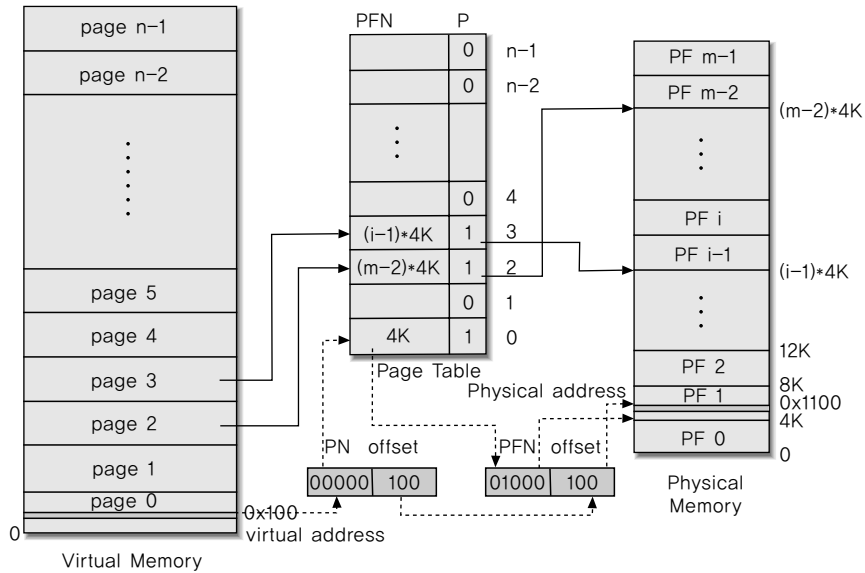 page n-1
page n-2
page 5
page 4
page 3
page 2
page 1
page 0
0
Virtual Memory
0x100
virtual address
PFN P
0 n-1
0 n-2
0 4
(i-1)*4K 1 3
(m-2)*4K 1 2
0 1
4K 1 0
Page Table
PN offset
00000 100
Physical address
PFN offset
01000 100
PF m-1
PF m-2
(m-2)*4K
PF i
PF i-1
(i-1)*4K
12K
PF 2
8K
PF 1
0x1100
4K
PF 0
0
Physical
Memory